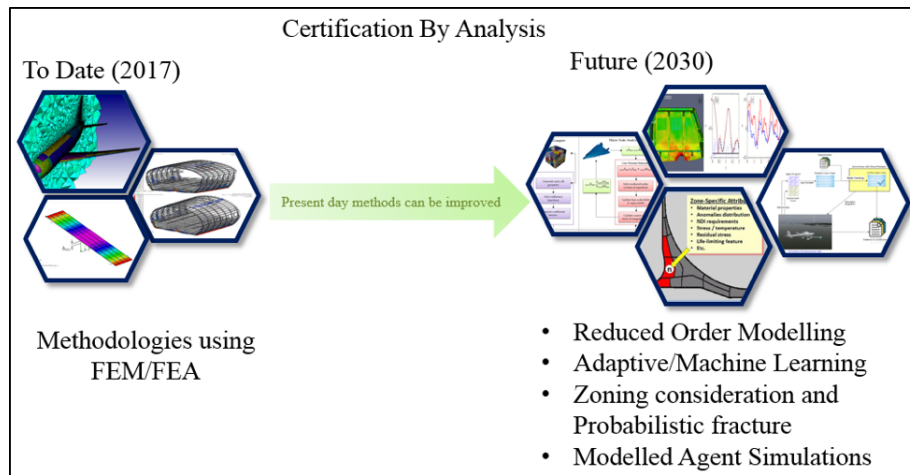 Certification By Analysis
To Date (2017)
Future (2030)
Present day methods can be improved
Zone-Specific Attrib
• Material properties
• Anomalies distribution
• NDI requirements
• Stress / temperature
• Residual stress
• Life-limiting feature
• Etc.
n
Methodologies using
FEM/FEA
• Reduced Order Modelling
• Adaptive/Machine Learning
• Zoning consideration and
Probabilistic fracture
• Modelled Agent Simulations